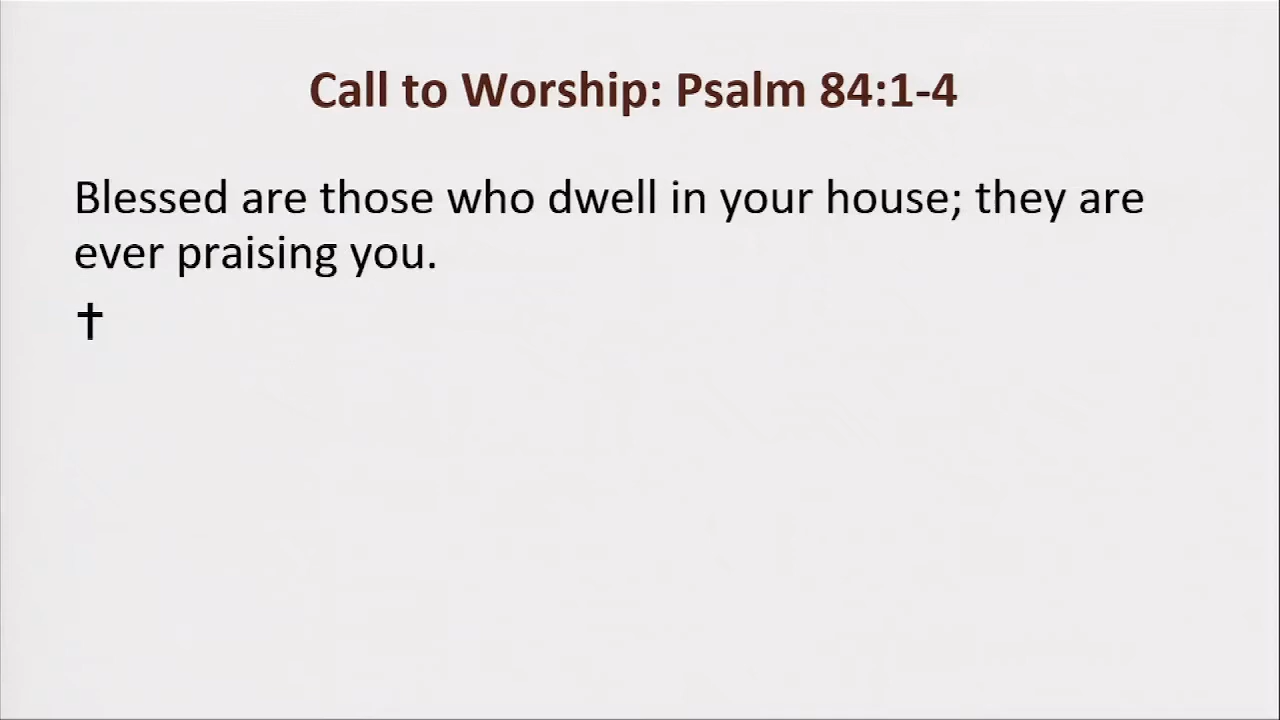 Call to Worship: Psalm 84:1-4
Blessed are those who dwell in your house; they are
ever praising you.
✝